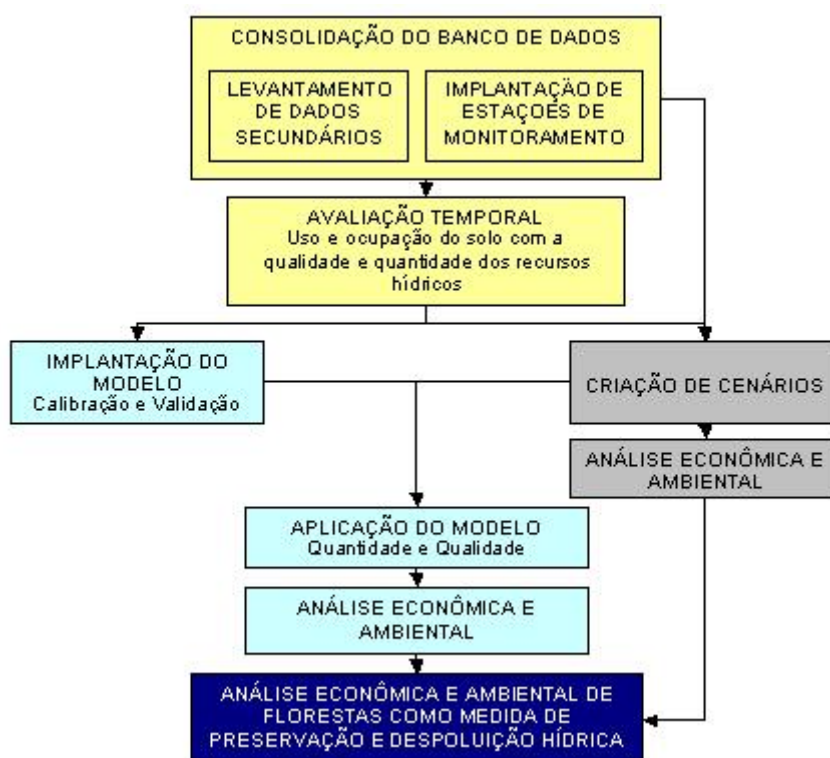 CONSOLIDAÇÃO DO BANCO DE DADOS
LEVANTAMENTO
DE DADOS
SECUNDÁRIOS
IMPLANTAÇÃO DE
ESTAÇÕES DE
MONITORAMENTO
AVALIAÇÃO TEMPORAL
Uso e ocupação do solo com a
qualidade e quantidade dos recursos
hídricos
IMPLANTAÇÃO DO
MODELO
Calibração e Validação
CRIAÇÃO DE CENÁRIOS
ANÁLISE ECONÔMICA E
AMBIENTAL
APLICAÇÃO DO MODELO
Quantidade e Qualidade
ANÁLISE ECONÔMICA E
AMBIENTAL
ANÁLISE ECONÔMICA E AMBIENTAL DE
FLORESTAS COMO MEDIDA DE
PRESERVAÇÃO E DESPOLUIÇÃO HÍDRICA